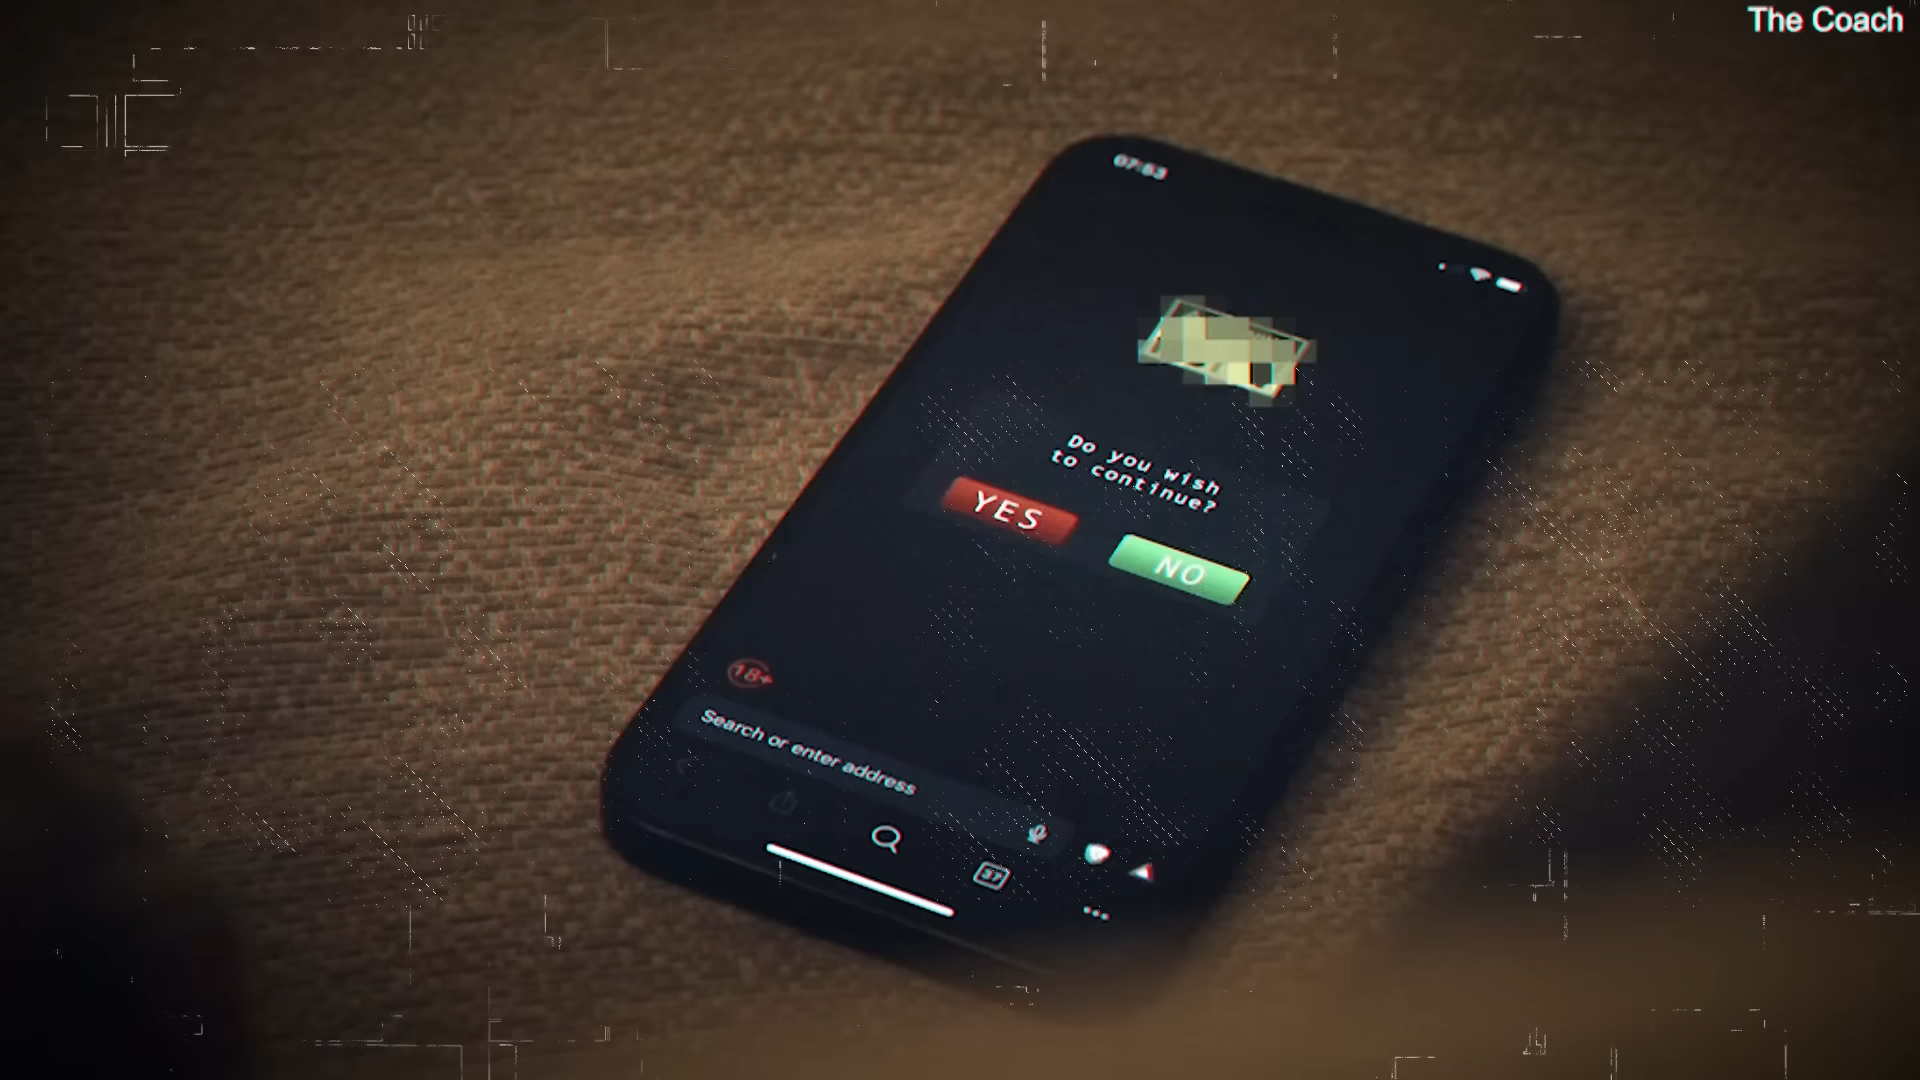 The Coach
07:53
Do you wish
to continue?
YES
NO
18+
Search or enter address
37